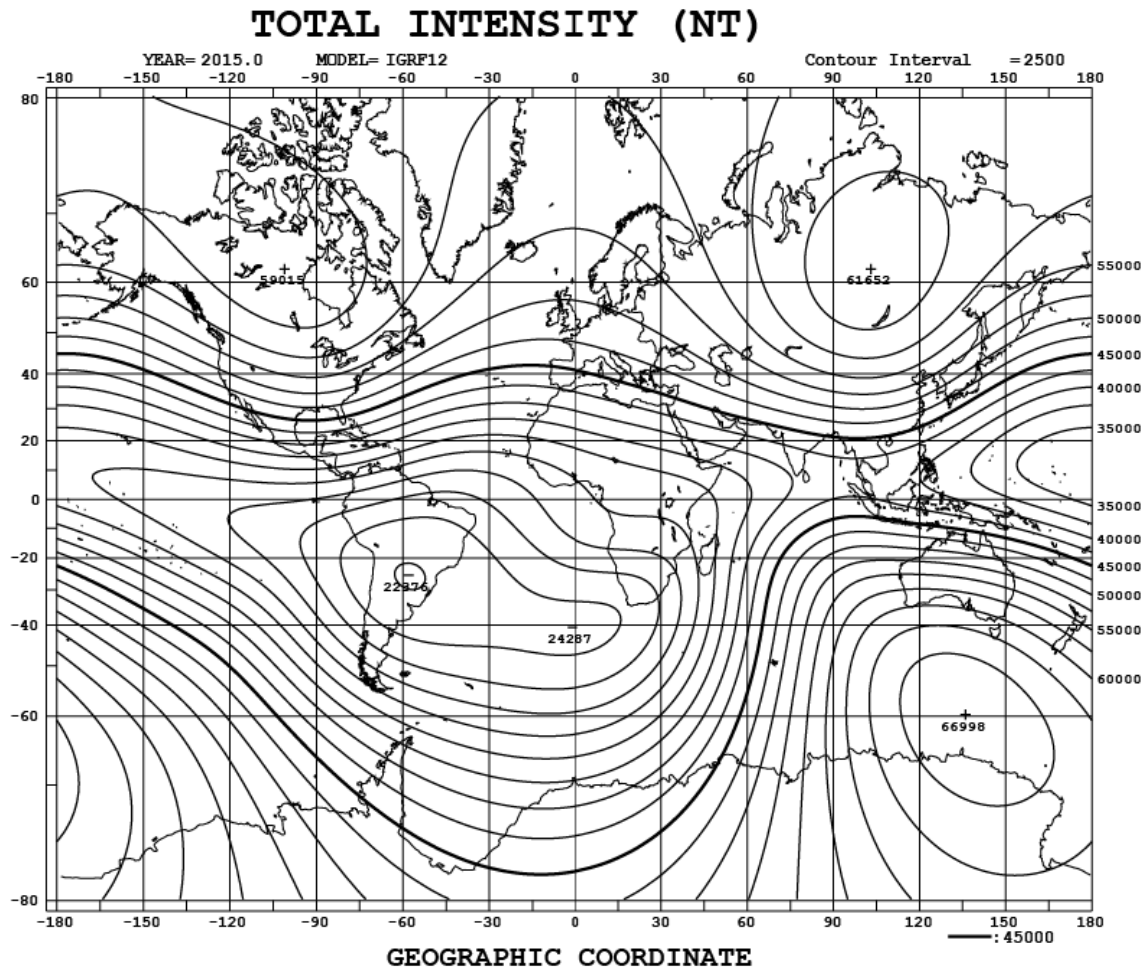 TOTAL INTENSITY (NT)
YEAR= 2015.0 MODEL= IGRF12 Contour Interval =2500
-180 -150 -120 -90 -60 -30 0 30 60 90 120 150 180
80
59015 61652
60 55000
50000
45000
40 40000
35000
20
0 35000
40000
-20 45000
22376
50000
-40 24287 55000
60000
-60 66998
-80
-180 -150 -120 -90 -60 -30 0 30 60 90 120 150 180
:45000
GEOGRAPHIC COORDINATE